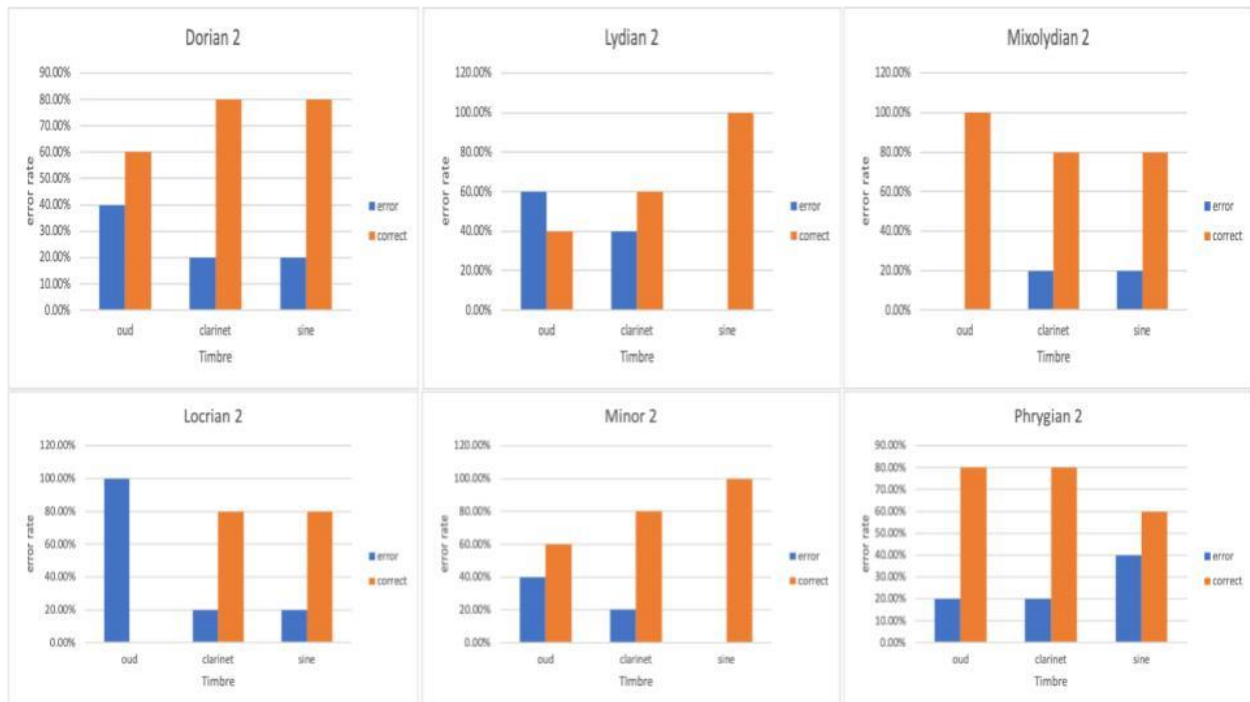 Dorian 2
90.00%
80.00%
70.00%
60.00%
50.00%
40.00%
30.00%
20.00%
10.00%
0.00%
error rate
oud clarinet sine
Timbre
error
correct
Lydian 2
120.00%
100.00%
80.00%
60.00%
40.00%
20.00%
0.00%
error rate
oud clarinet sine
Timbre
error
correct
Mixolydian 2
120.00%
100.00%
80.00%
60.00%
40.00%
20.00%
0.00%
error rate
oud clarinet sine
Timbre
error
correct
Locrian 2
120.00%
100.00%
80.00%
60.00%
40.00%
20.00%
0.00%
error rate
oud clarinet sine
Timbre
error
correct
Minor 2
120.00%
100.00%
80.00%
60.00%
40.00%
20.00%
0.00%
error rate
oud clarinet sine
TImbre
error
correct
Phrygian 2
90.00%
80.00%
70.00%
60.00%
50.00%
40.00%
30.00%
20.00%
10.00%
0.00%
error rate
oud clarinet sine
Timbre
error
correct